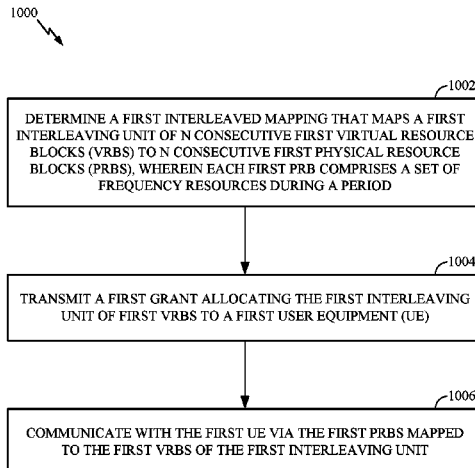 1000
1002
DETERMINE A FIRST INTERLEAVED MAPPING THAT MAPS A FIRST
INTERLEAVING UNIT OF N CONSECUTIVE FIRST VIRTUAL RESOURCE
BLOCKS (VRBS) TO N CONSECUTIVE FIRST PHYSICAL RESOURCE
BLOCKS (PRBS), WHEREIN EACH FIRST PRB COMPRISES A SET OF
FREQUENCY RESOURCES DURING A PERIOD
1004
TRANSMIT A FIRST GRANT ALLOCATING THE FIRST INTERLEAVING
UNIT OF FIRST VRBS TO A FIRST USER EQUIPMENT (UE)
1006
COMMUNICATE WITH THE FIRST UE VIA THE FIRST PRBS MAPPED
TO THE FIRST VRBS OF THE FIRST INTERLEAVING UNIT